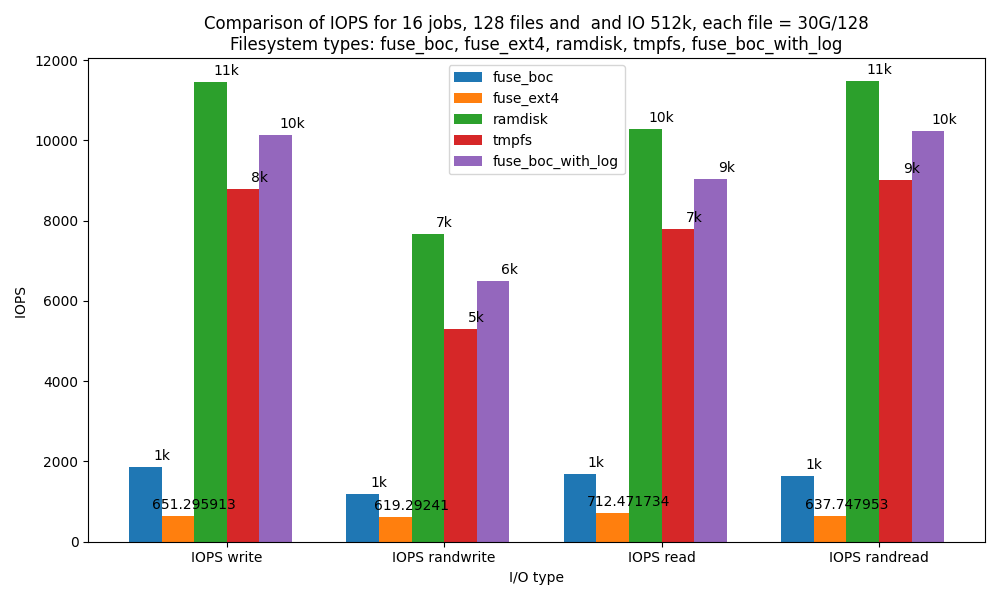 Comparison of IOPS for 16 jobs, 128 files and  and IO 512k, each file = 30G/128
Filesystem types: fuse_boc, fuse_ext4, ramdisk, tmpfs, fuse_boc_with_log
IOPS
12000
10000
8000
6000
4000
2000
0
fuse_boc
fuse_ext4
ramdisk
tmpfs
fuse_boc_with_log
1k
651.295913
11k
8k
10k
1k
619.29241
7k
5k
6k
1k
712.471734
10k
7k
9k
1k
637.747953
11k
9k
10k
IOPS write
IOPS randwrite
IOPS read
IOPS randread
I/O type